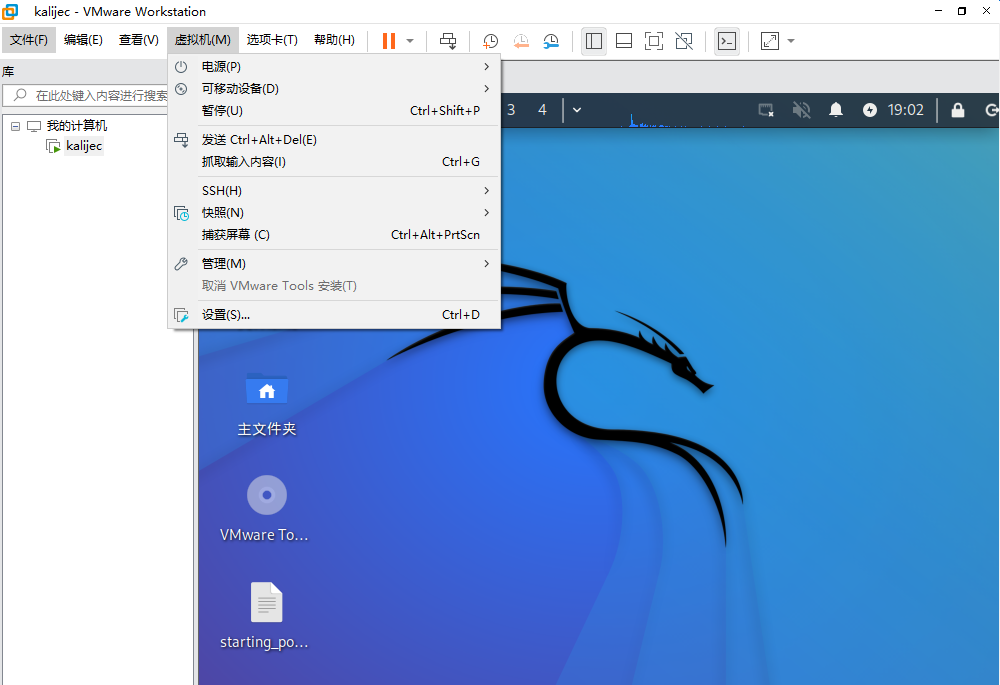 kalijec - VMware Workstation
文件(F) 编辑(E) 查看(V) 虚拟机(M) 选项卡(T) 帮助(H)
库
在此处键入内容进行搜索
我的计算机
kalijec
电源(P)
可移动设备(D)
暂停(U) Ctrl+Shift+P
发送 Ctrl+Alt+Del(E)
抓取输入内容(I) Ctrl+G
SSH(H)
快照(N)
捕获屏幕 (C) Ctrl+Alt+PrtScn
管理(M)
取消 VMware Tools 安装(T)
设置(S)... Ctrl+D
3 4 19:02
主文件夹
VMware To...
starting_po...